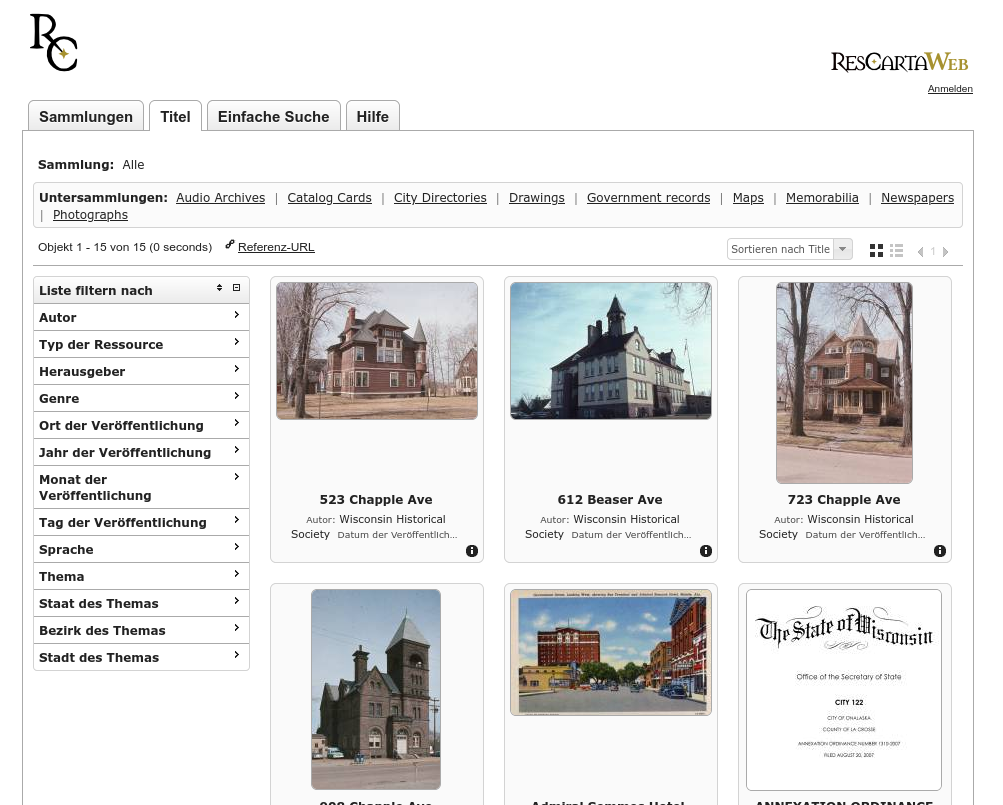 RC
RESCARTAWEB
Anmelden
Sammlungen
Titel
Einfache Suche
Hilfe
Sammlung: Alle
Untersammlungen: Audio Archives | Catalog Cards | City Directories | Drawings | Government records | Maps | Memorabilia | Newspapers
| Photographs
Objekt 1 - 15 von 15 (0 seconds) Referenz-URL
Sortieren nach Title
1
Liste filtern nach
Autor
Typ der Ressource
Herausgeber
Genre
Ort der Veröffentlichung
Jahr der Veröffentlichung
Monat der
Veröffentlichung
Tag der Veröffentlichung
Sprache
Thema
Staat des Themas
Bezirk des Themas
Stadt des Themas
523 Chapple Ave
Autor: Wisconsin Historical
Society Datum der Veröffentlich...
612 Beaser Ave
Autor: Wisconsin Historical
Society Datum der Veröffentlich...
723 Chapple Ave
Autor: Wisconsin Historical
Society Datum der Veröffentlich...
The State of Wisconsin
Office of the Secretary of State
CITY 122
CITY OF ONALASKA
COUNTY OF LA CROSSE
ANNEXATION ORDINANCE NUMBER 1310-2007
FILED AUGUST 20, 2007
Chapple Ave
Admiral Semmes Hotel
ANNEXATION ORDINANCE